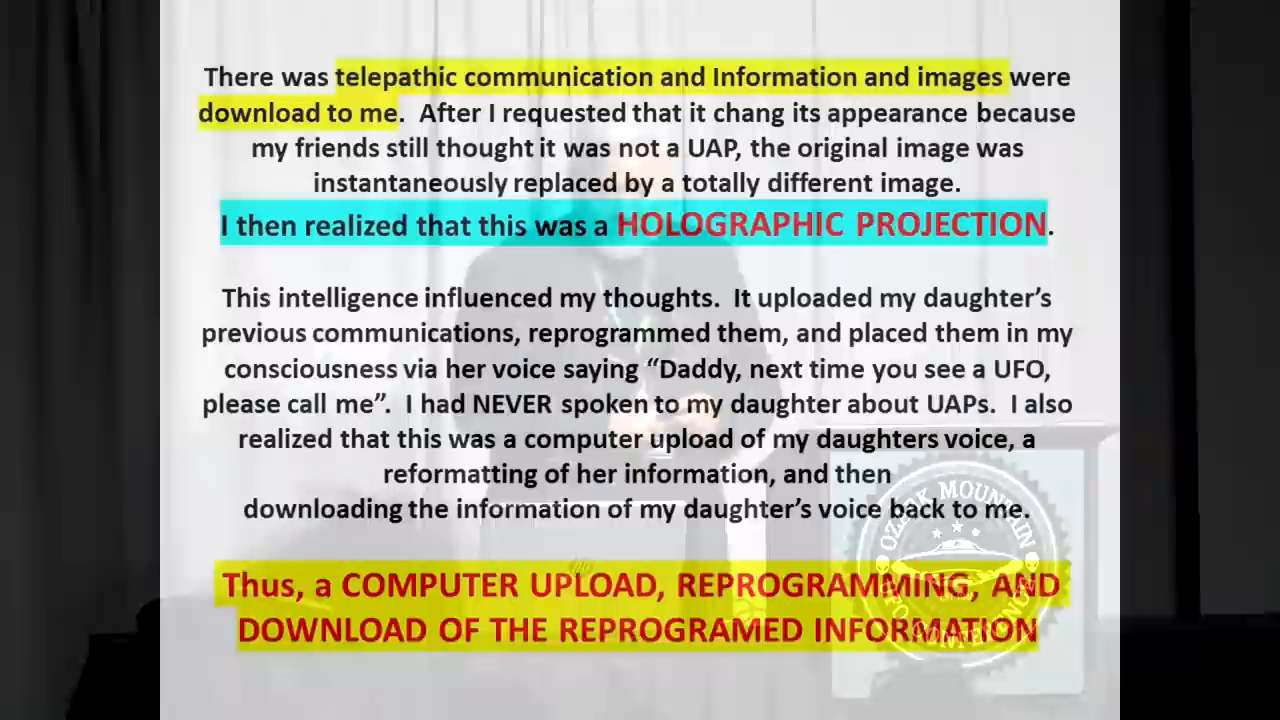 There was telepathic communication and Information and images were
download to me.  After I requested that it chang its appearance because
my friends still thought it was not a UAP, the original image was
instantaneously replaced by a totally different image.
I then realized that this was a HOLOGRAPHIC PROJECTION.
This intelligence influenced my thoughts.  It uploaded my daughter’s
previous communications, reprogrammed them, and placed them in my
consciousness via her voice saying “Daddy, next time you see a UFO,
please call me”.  I had NEVER spoken to my daughter about UAPs.  I also
realized that this was a computer upload of my daughters voice, a
reformatting of her information, and then
downloading the information of my daughter’s voice back to me.
Thus, a COMPUTER UPLOAD, REPROGRAMMING, AND
DOWNLOAD OF THE REPROGRAMED INFORMATION
OZARK MOUNTAIN
UFO CONFERENCE